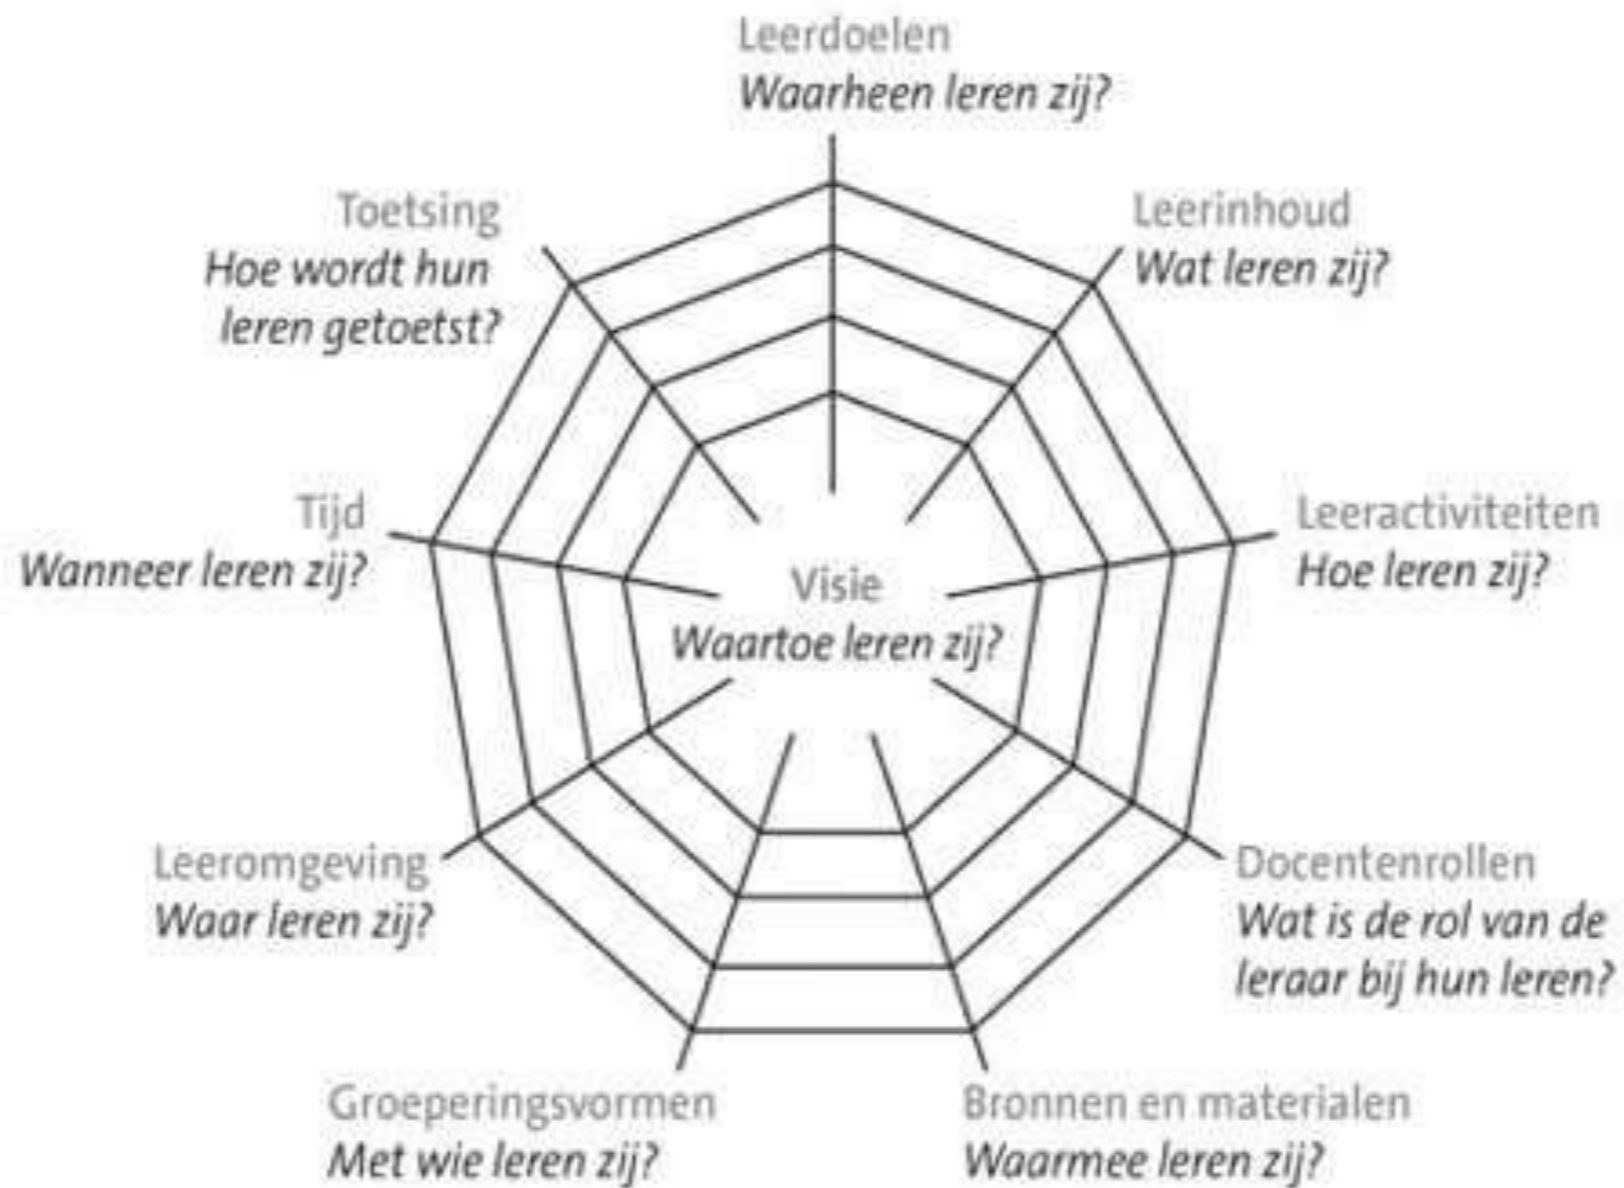 Leerdoelen
Waarheen leren zij?
Leerinhoud
Wat leren zij?
Leeractiviteiten
Hoe leren zij?
Docentenrollen
Wat is de rol van de
leraar bij hun leren?
Bronnen en materialen
Waarmee leren zij?
Groeperingsvormen
Met wie leren zij?
Leeromgeving
Waar leren zij?
Tijd
Wanneer leren zij?
Toetsing
Hoe wordt hun
leren getoetst?
Visie
Waartoe leren zij?